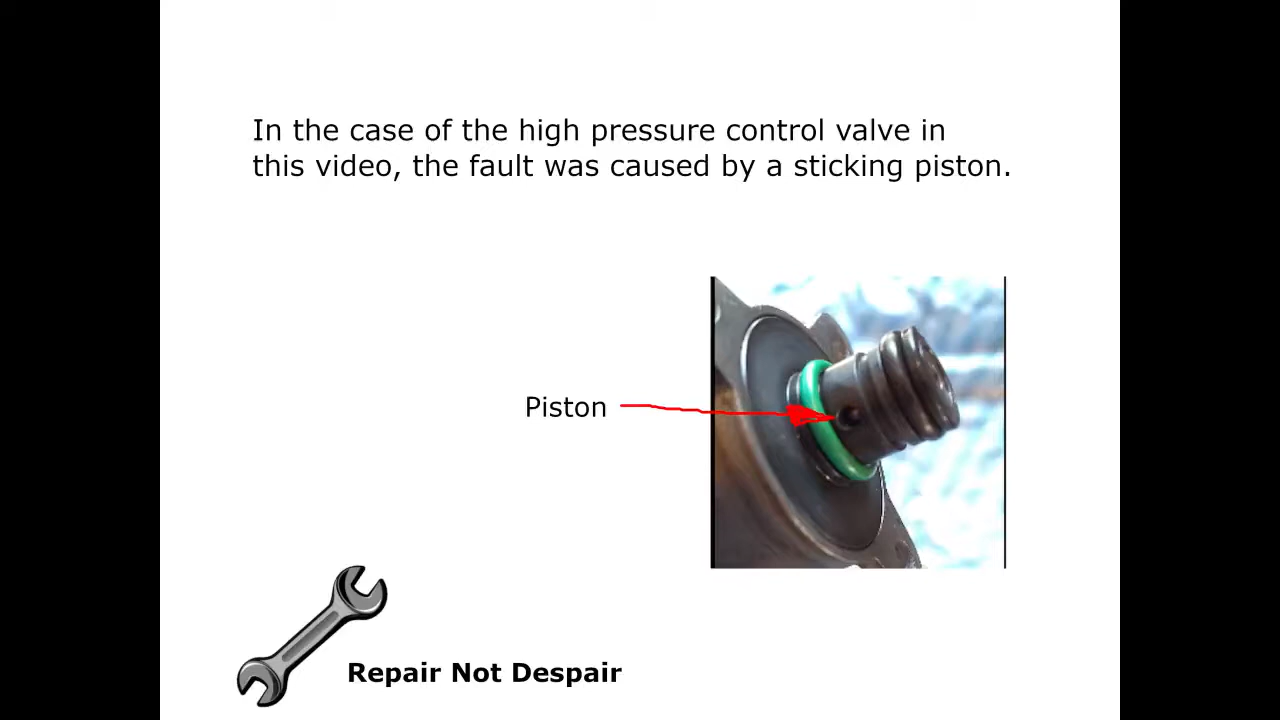 In the case of the high pressure control valve in
this video, the fault was caused by a sticking piston.
Piston
Repair Not Despair